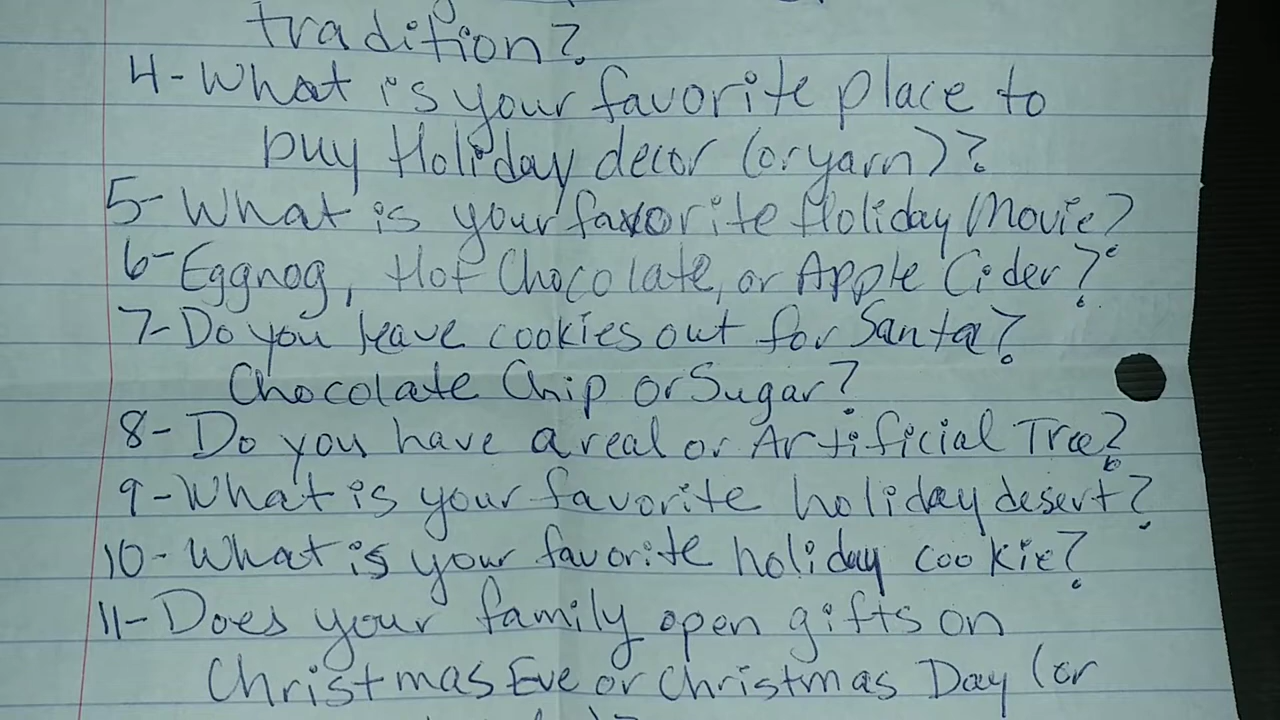 tradition?
4- What is your favorite place to
buy Holiday decor (or yarn)?
5- What is your favorite Holiday Movie?
6- Eggnog, Hot Chocolate, or Apple Cider?
7- Do you leave cookies out for Santa?
Chocolate Chip or Sugar?
8- Do you have a real or Artificial Tree?
9- What is your favorite holiday desert?
10- What is your favorite holiday cookie?
11- Does your family open gifts on
Christmas Eve or Christmas Day (or